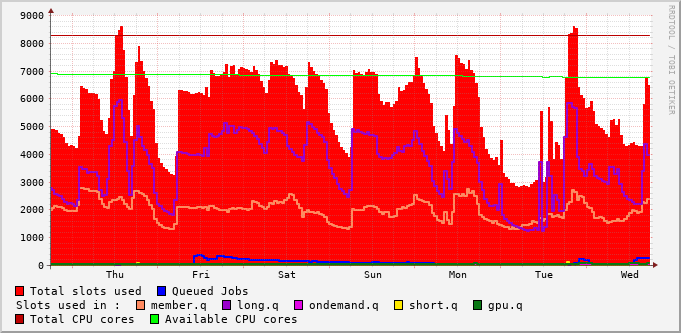 9000
8000
7000
6000
5000
4000
3000
2000
1000
0
Thu Fri Sat Sun Mon Tue Wed
Total slots used Queued Jobs
Slots used in : member.q long.q ondemand.q short.q gpu.q
Total CPU cores Available CPU cores
RRDTOOL / TOBI OETIKER